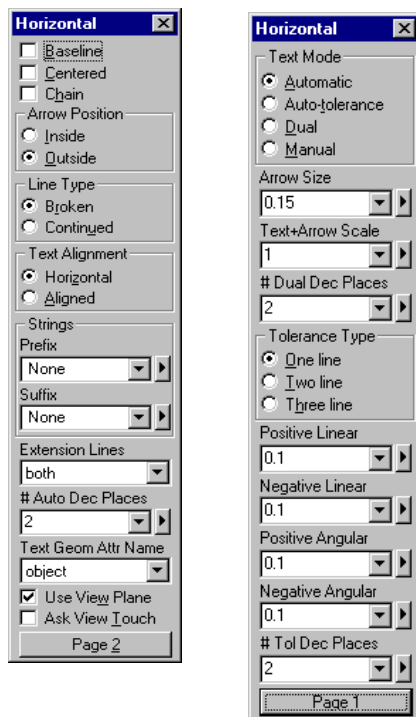 Horizontal
Baseline
Centered
Chain
Arrow Position
Inside
Outside
Line Type
Broken
Continued
Text Alignment
Horizontal
Aligned
Strings
Prefix
None
Suffix
None
Extension Lines
both
# Auto Dec Places
2
Text Geom Attr Name
object
Use View Plane
Ask View Touch
Page 2
Horizontal
Text Mode
Automatic
Auto-tolerance
Dual
Manual
Arrow Size
0.15
Text+Arrow Scale
1
# Dual Dec Places
2
Tolerance Type
One line
Two line
Three line
Positive Linear
0.1
Negative Linear
0.1
Positive Angular
0.1
Negative Angular
0.1
# Tol Dec Places
2
Page 1